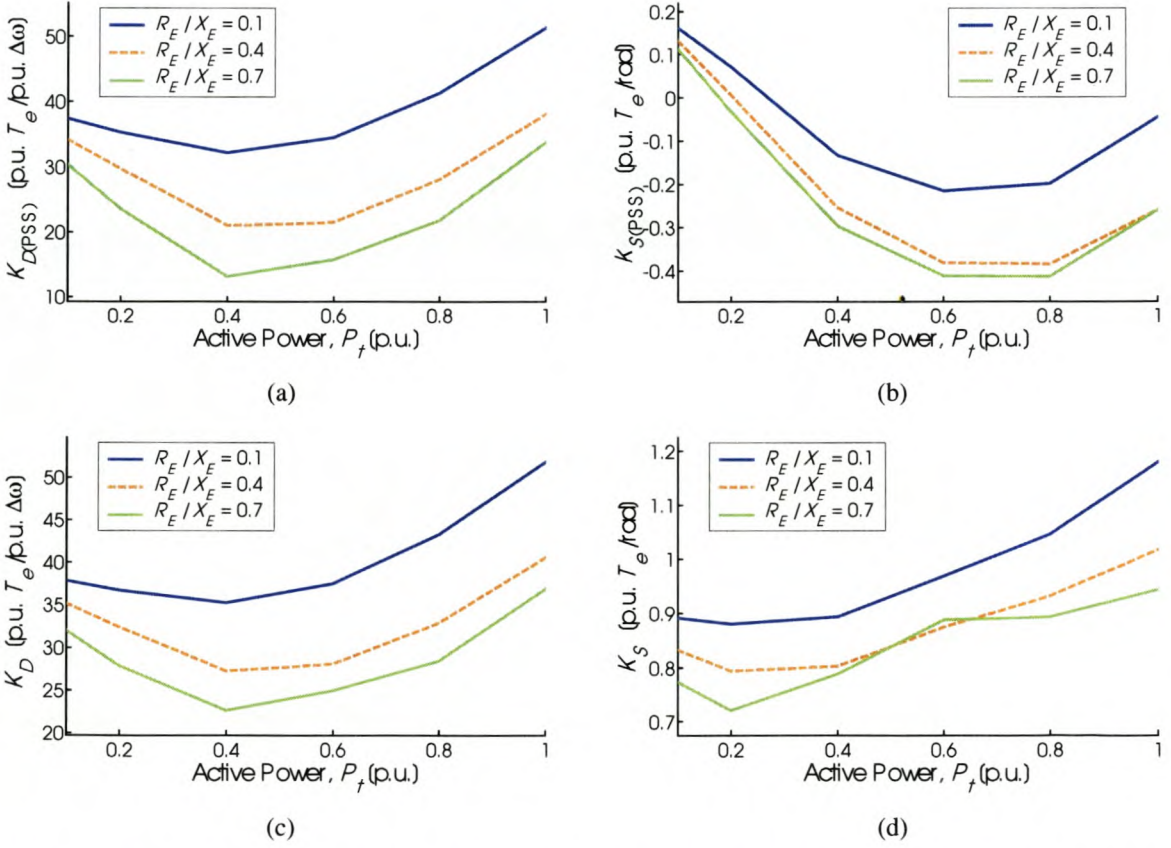 K_D(PSS) (p.u. T_e/p.u. Δω)
50
40
30
20
10
R_E / X_E = 0.1
R_E / X_E = 0.4
R_E / X_E = 0.7
0.2 0.4 0.6 0.8 1
Active Power, P_t (p.u.)
(a)
K_S(PSS) (p.u. T_e/rad)
0.2
0.1
0
-0.1
-0.2
-0.3
-0.4
R_E / X_E = 0.1
R_E / X_E = 0.4
R_E / X_E = 0.7
0.2 0.4 0.6 0.8 1
Active Power, P_t (p.u.)
(b)
K_D (p.u. T_e/p.u. Δω)
50
45
40
35
30
25
20
R_E / X_E = 0.1
R_E / X_E = 0.4
R_E / X_E = 0.7
0.2 0.4 0.6 0.8 1
Active Power, P_t (p.u.)
(c)
K_S (p.u. T_e/rad)
1.2
1.1
1
0.9
0.8
0.7
R_E / X_E = 0.1
R_E / X_E = 0.4
R_E / X_E = 0.7
0.2 0.4 0.6 0.8 1
Active Power, P_t (p.u.)
(d)